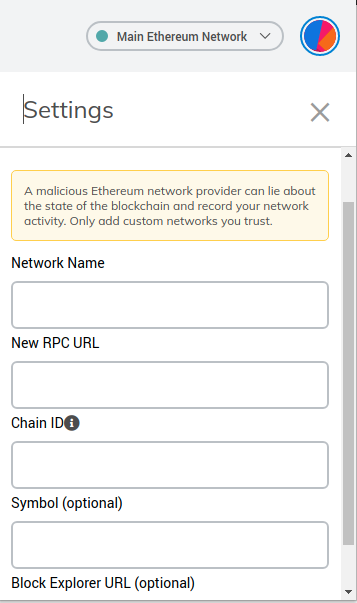 Main Ethereum Network
Settings
A malicious Ethereum network provider can lie about
the state of the blockchain and record your network
activity. Only add custom networks you trust.
Network Name
New RPC URL
Chain ID
Symbol (optional)
Block Explorer URL (optional)